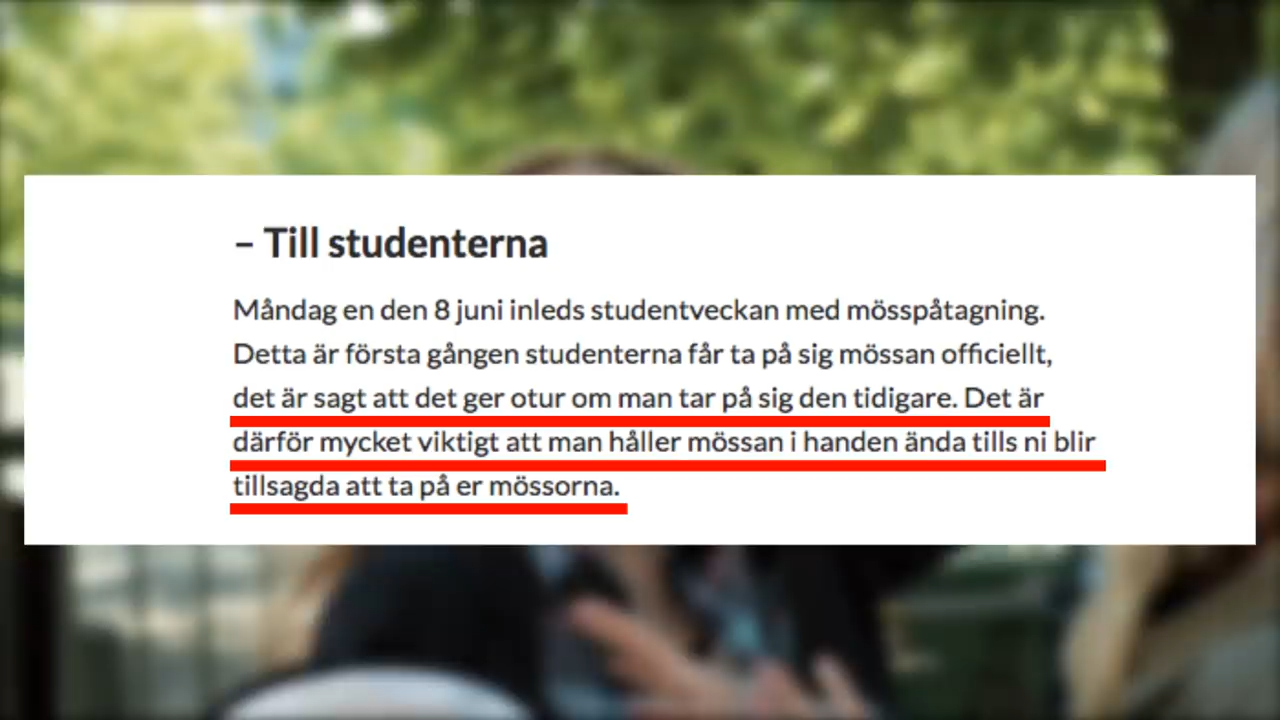 – Till studenterna
Måndag en den 8 juni inleds studentveckan med mösspåtagning.
Detta är första gången studenterna får ta på sig mössan officiellt,
det är sagt att det ger otur om man tar på sig den tidigare. Det är
därför mycket viktigt att man håller mössan i handen ända tills ni blir
tillsagda att ta på er mössorna.